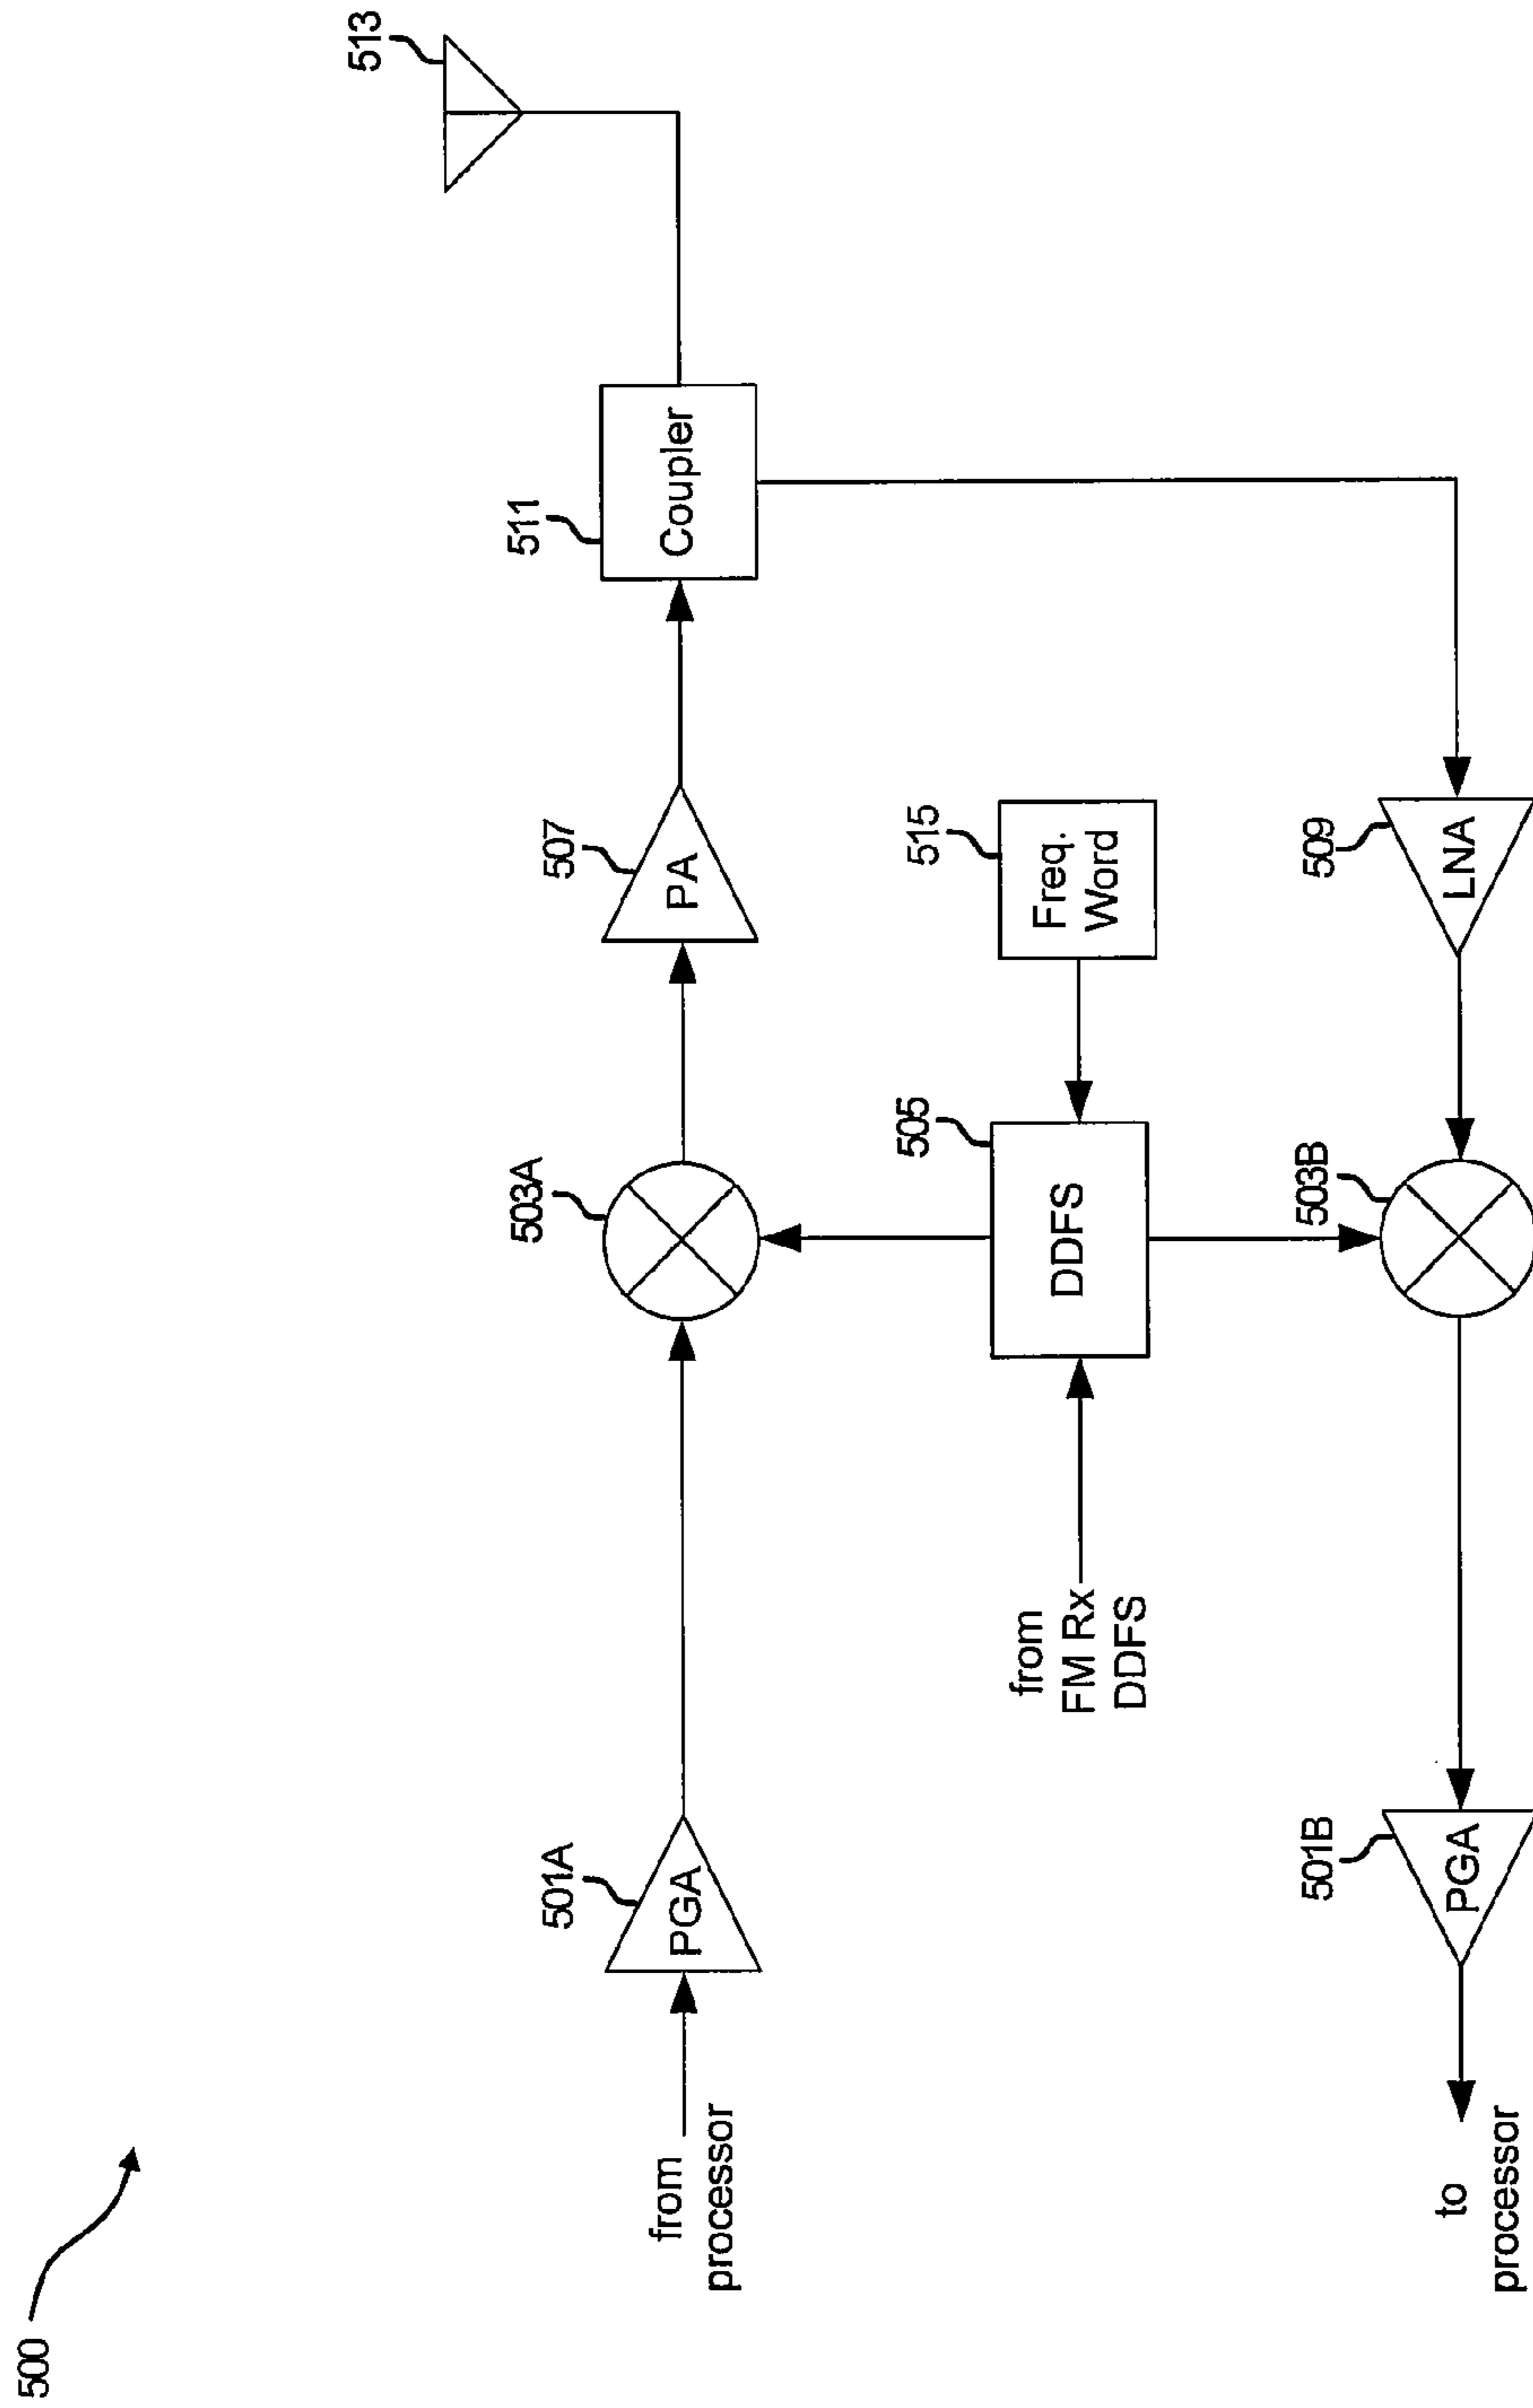 500
513
511
Coupler
507
PA
503A
501A
PGA
from
processor
515
Freq.
Word
505
DDFS
from
FM Rx
DDFS
509
LNA
503B
501B
PGA
to
processor